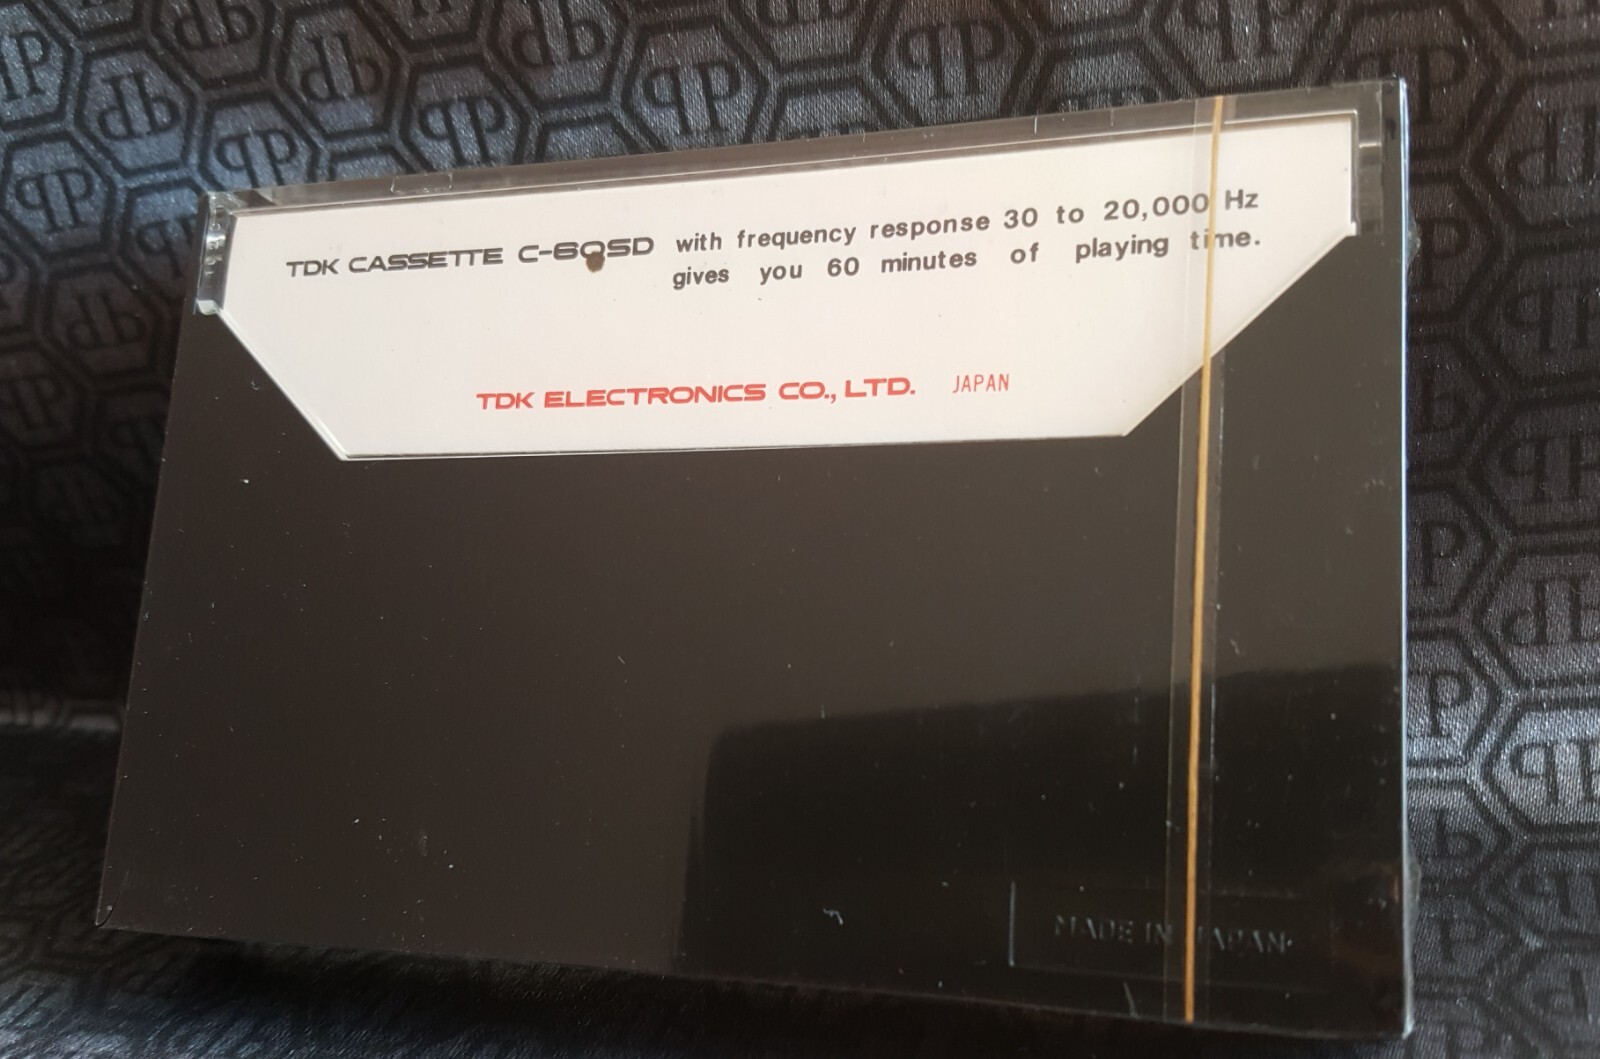 TDK CASSETTE C-60SD with frequency response 30 to 20,000 Hz
gives you 60 minutes of playing time.
TDK ELECTRONICS CO., LTD. JAPAN
MADE IN JAPAN